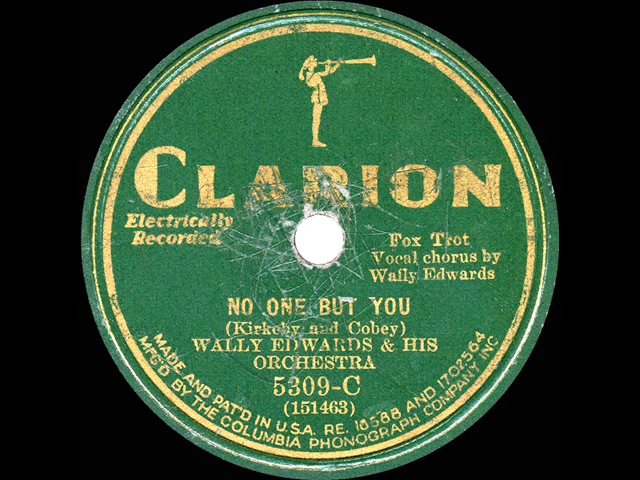 CLARION
Electrically
Recorded
Fox Trot
Vocal chorus by
Wally Edwards
NO ONE BUT YOU
(Kirkeby and Cobey)
WALLY EDWARDS & HIS
ORCHESTRA
5309-C
(151463)
MADE AND PAT'D IN U.S.A. RE. 16588 AND 1702564
MF'G'D BY THE COLUMBIA PHONOGRAPH COMPANY INC